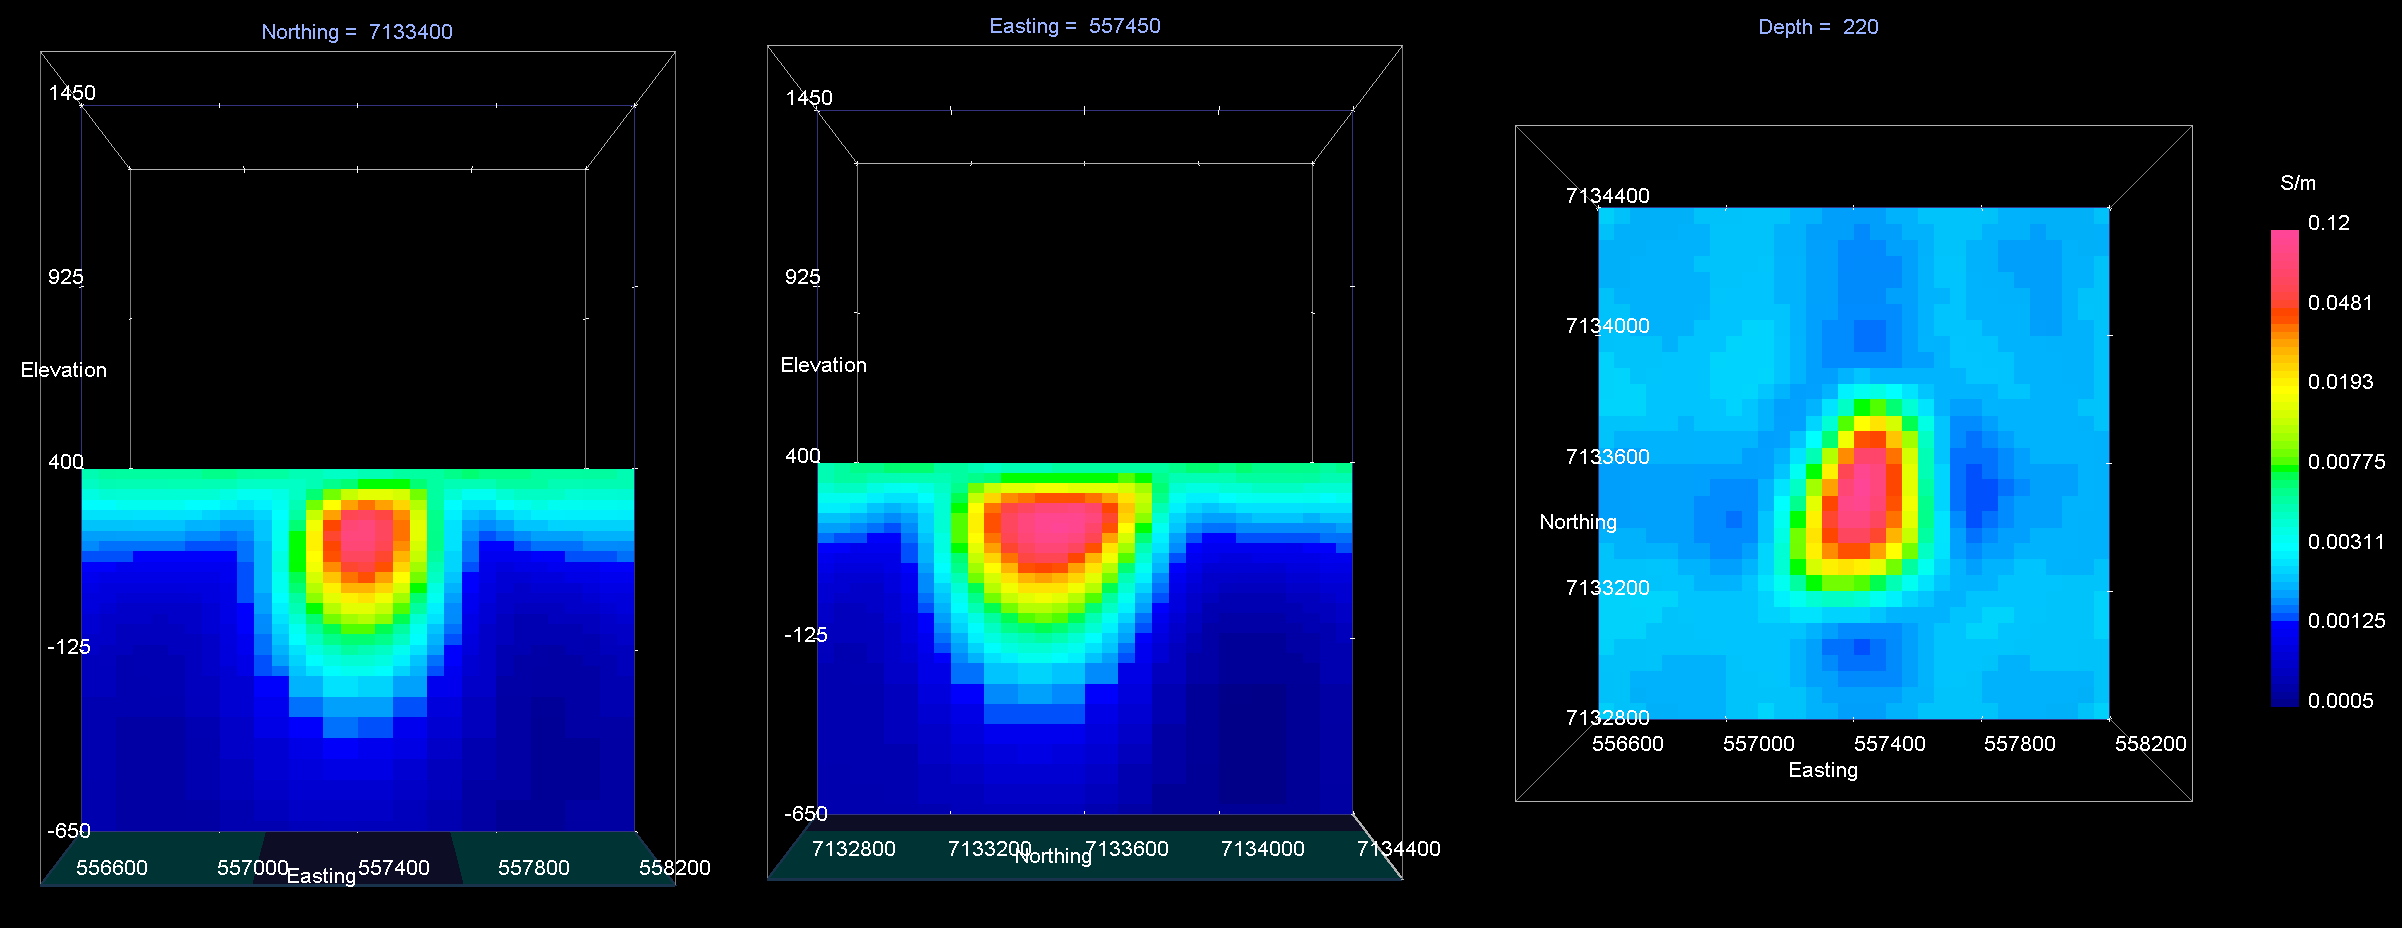 Northing = 7133400
1450
925
Elevation
400
-125
-650
556600 557000 557400 557800 558200
Easting
Easting = 557450
1450
925
Elevation
400
-125
-650
7132800 7133200 7133600 7134000 7134400
Northing
Depth = 220
7134400
7134000
7133600
Northing
7133200
7132800
556600 557000 557400 557800 558200
Easting
S/m
0.12
0.0481
0.0193
0.00775
0.00311
0.00125
0.0005